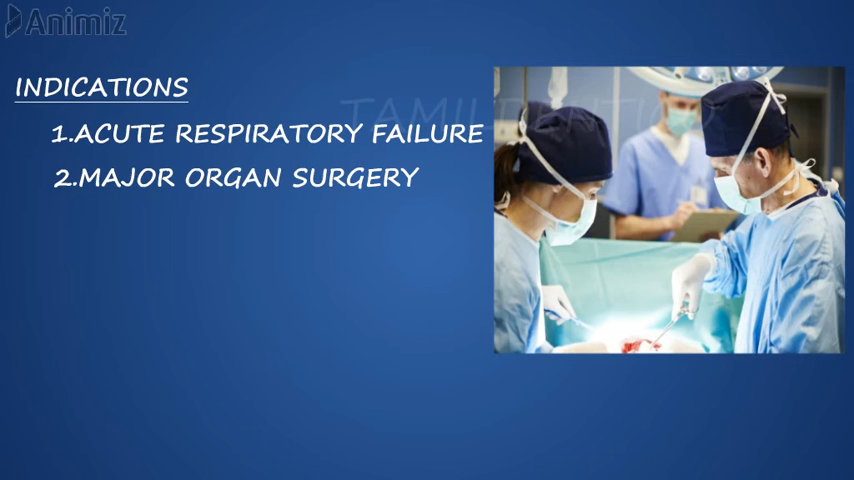 Animiz
INDICATIONS
1.ACUTE RESPIRATORY FAILURE
2.MAJOR ORGAN SURGERY